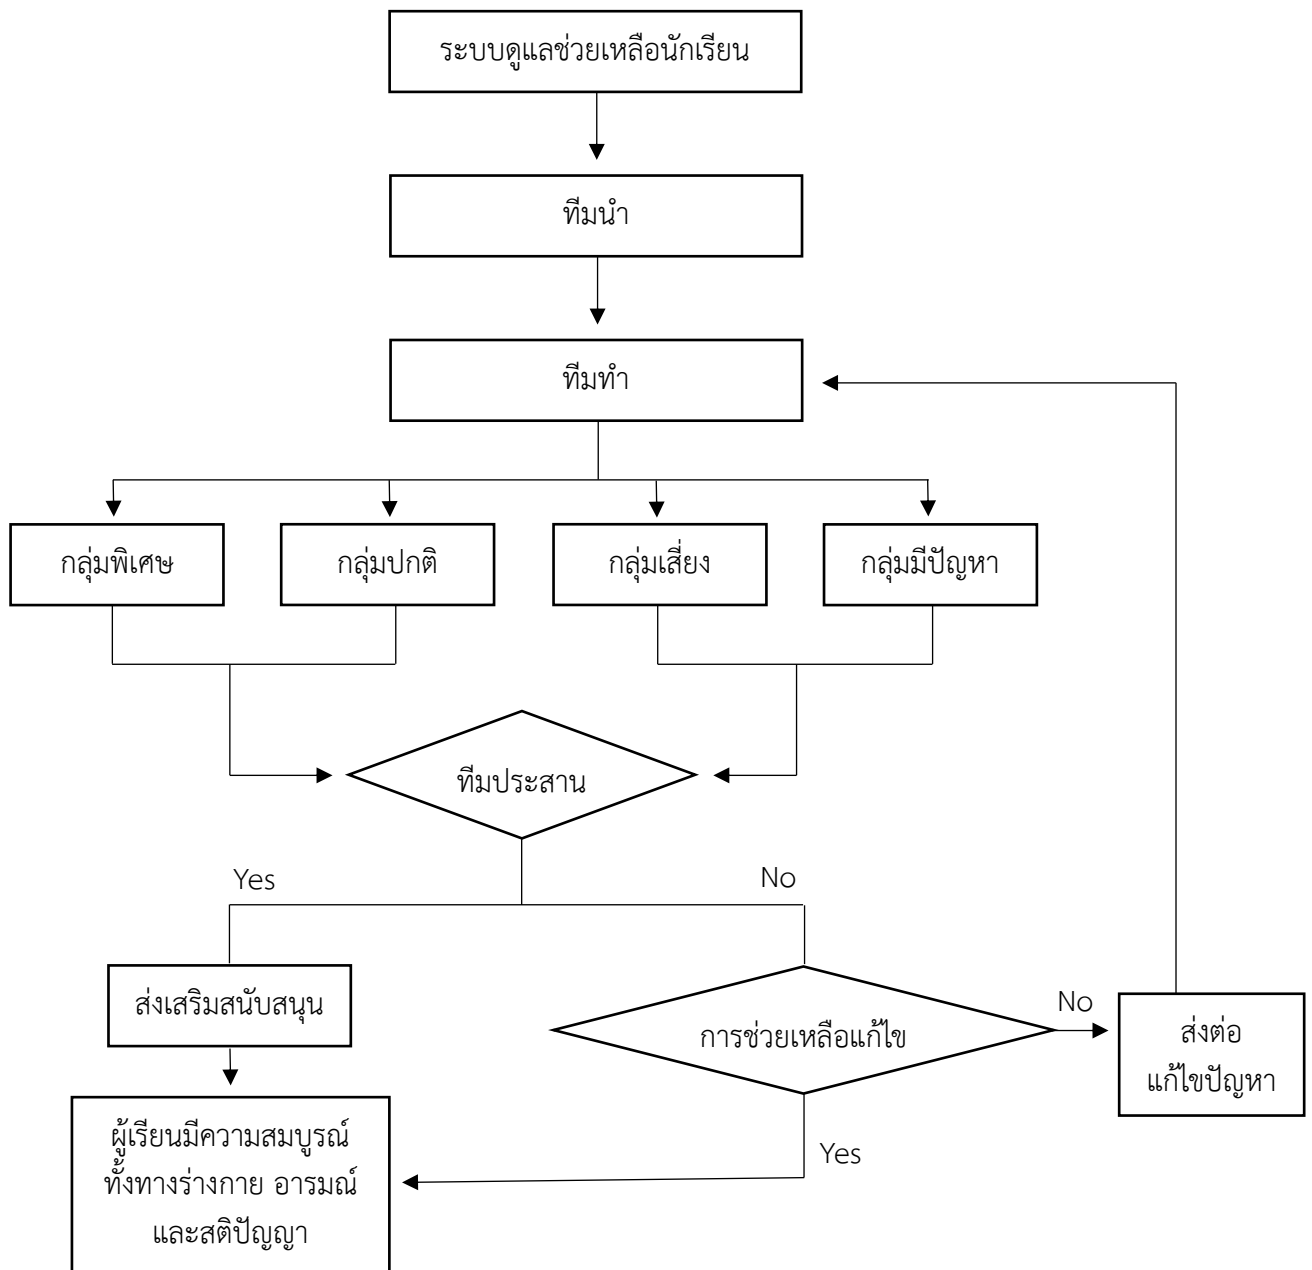 ระบบดูแลช่วยเหลือนักเรียน
ทีมนำ
ทีมทำ
กลุ่มพิเศษ
กลุ่มปกติ
กลุ่มเสี่ยง
กลุ่มมีปัญหา
ทีมประสาน
Yes
No
ส่งเสริมสนับสนุน
การช่วยเหลือแก้ไข
No
ส่งต่อ
แก้ไขปัญหา
ผู้เรียนมีความสมบูรณ์
ทั้งทางร่างกาย อารมณ์
และสติปัญญา
Yes